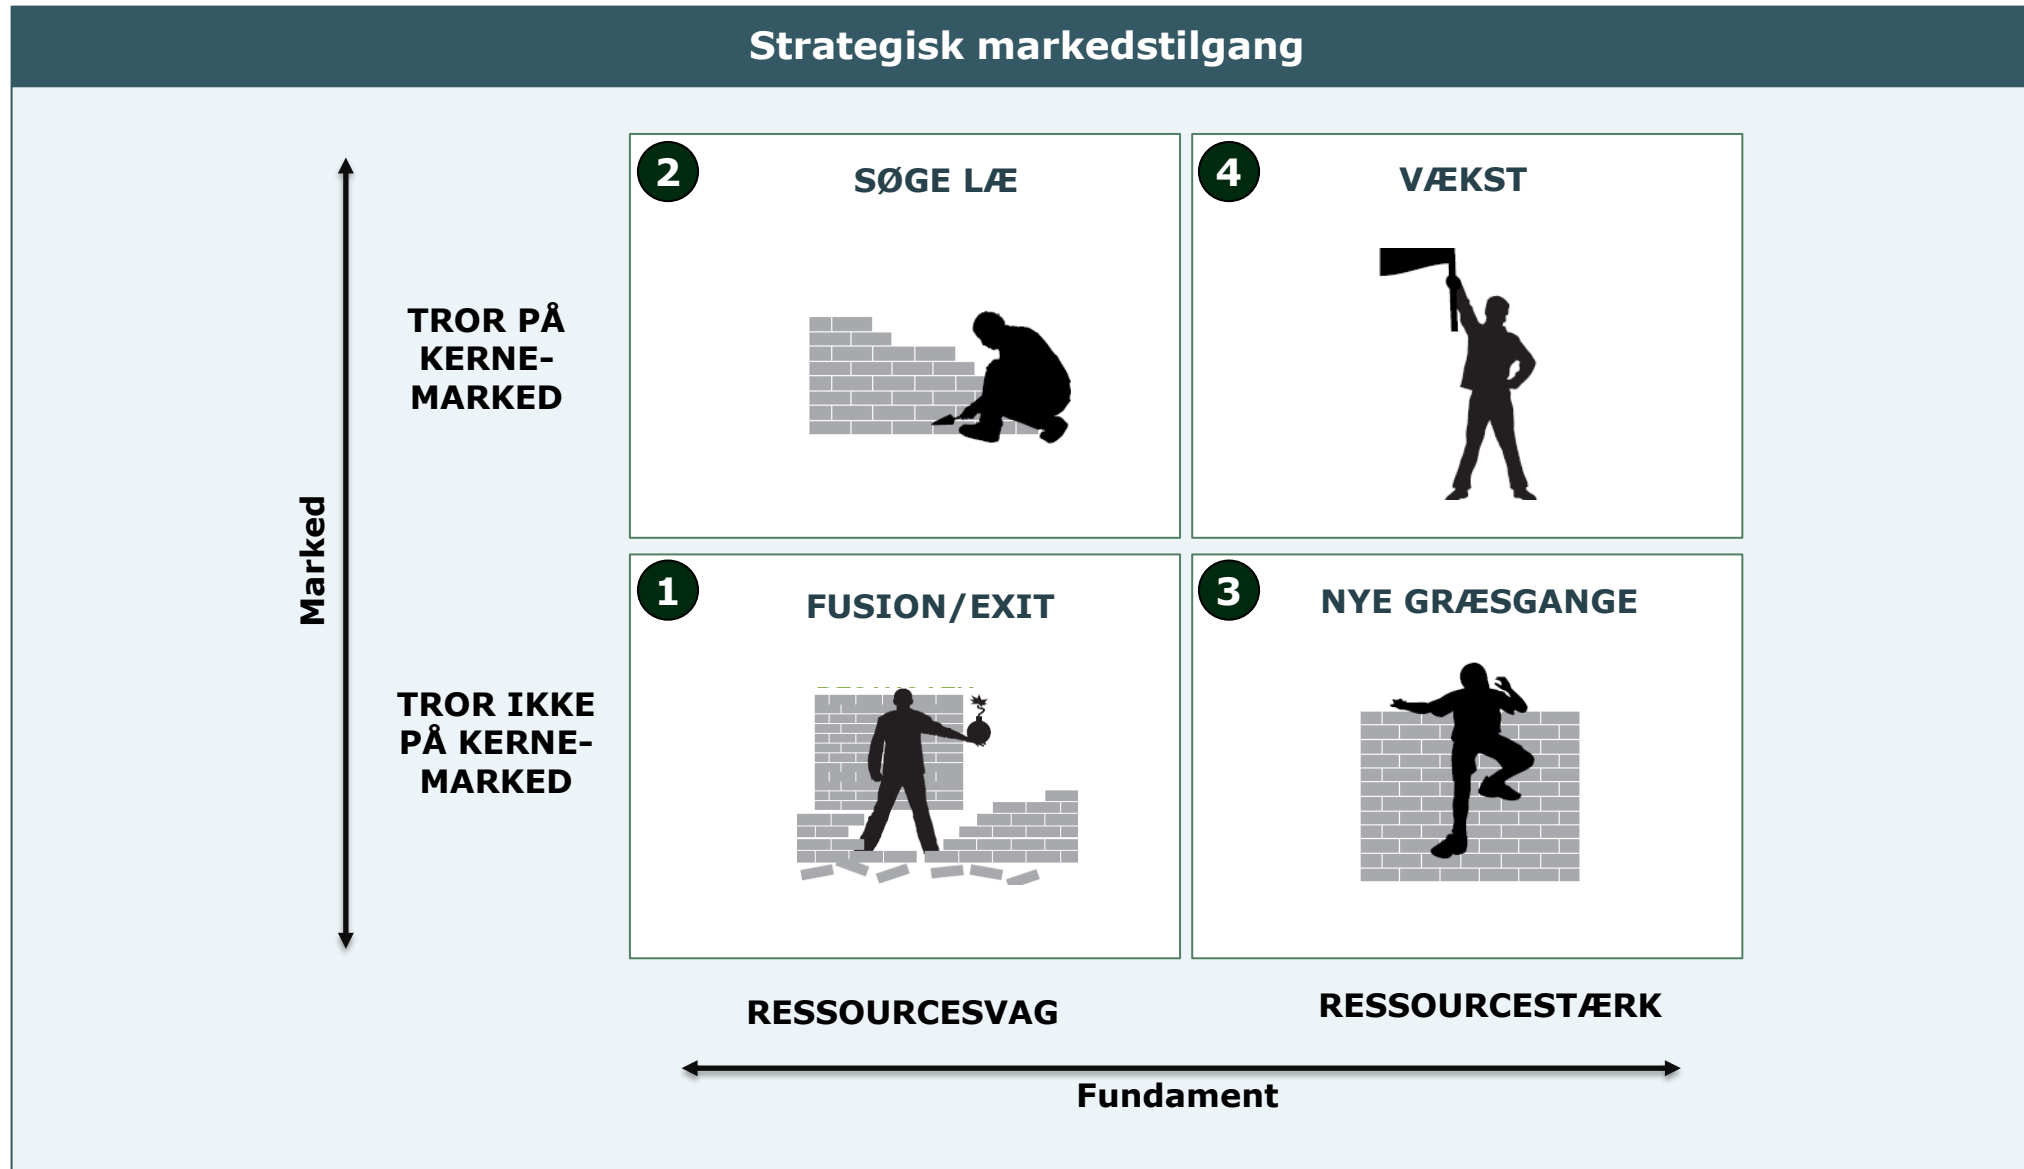 Strategisk markedstilgang
2
SØGE LÆ
4
VÆKST
TROR PÅ
KERNE-
MARKED
Marked
1
FUSION/EXIT
3
NYE GRÆSGANGE
TROR IKKE
PÅ KERNE-
MARKED
RESSOURCESVAG
RESSOURCESTÆRK
Fundament